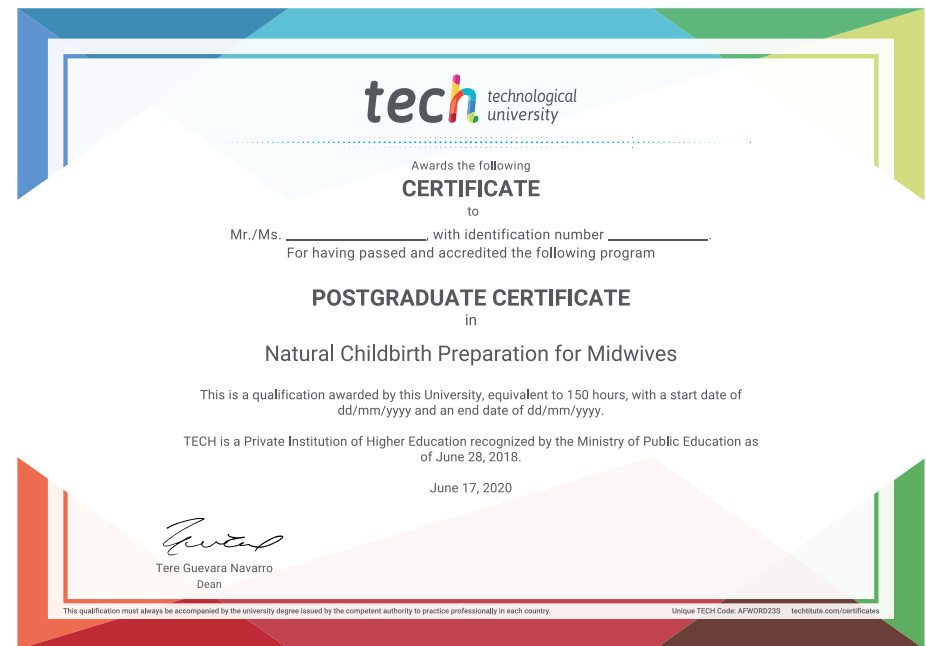 tech technological
university
Awards the following
CERTIFICATE
to
Mr./Ms. ____________________, with identification number ______________.
For having passed and accredited the following program
POSTGRADUATE CERTIFICATE
in
Natural Childbirth Preparation for Midwives
This is a qualification awarded by this University, equivalent to 150 hours, with a start date of
dd/mm/yyyy and an end date of dd/mm/yyyy.
TECH is a Private Institution of Higher Education recognized by the Ministry of Public Education as
of June 28, 2018.
June 17, 2020
Tere Guevara Navarro
Dean
This qualification must always be accompanied by the university degree issued by the competent authority to practice professionally in each country. Unique TECH Code: AFWORD23S techtitute.com/certificates